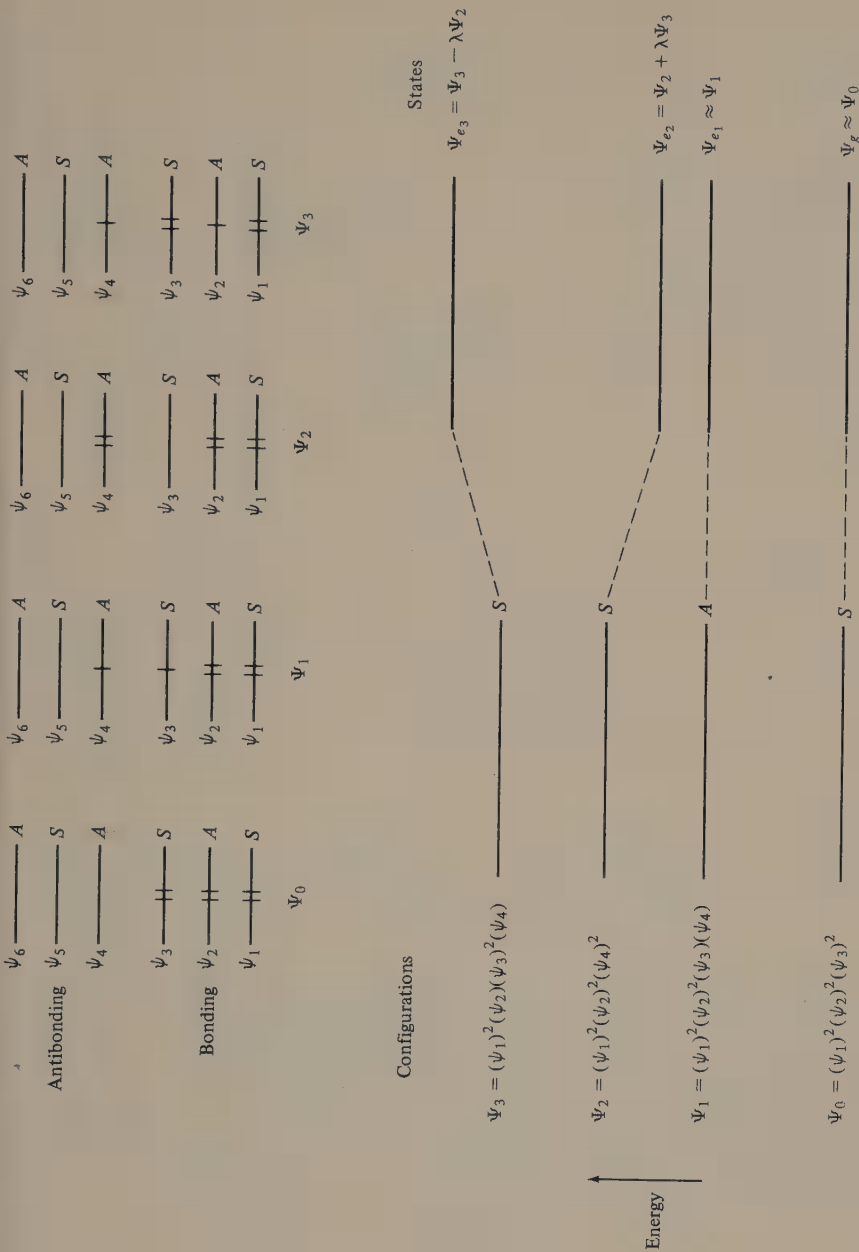 ψ₆ A ψ₆ A ψ₆ A ψ₆ A
Antibonding ψ₅ S ψ₅ S ψ₅ S ψ₅ S
ψ₄ A ψ₄ A ψ₄ A ψ₄ A
ψ₃ S ψ₃ S ψ₃ S ψ₃ S
Bonding ψ₂ A ψ₂ A ψ₂ A ψ₂ A
ψ₁ S ψ₁ S ψ₁ S ψ₁ S
Ψ₀ Ψ₁ Ψ₂ Ψ₃
Configurations States
Ψₑ₃ = Ψ₃ − λΨ₂
Ψ₃ = (ψ₁)²(ψ₂)(ψ₃)²(ψ₄) S
Ψ₂ = (ψ₁)²(ψ₂)²(ψ₄)² S
Ψₑ₂ = Ψ₂ + λΨ₃
Ψ₁ = (ψ₁)²(ψ₂)²(ψ₃)(ψ₄) A Ψₑ₁ ≈ Ψ₁
Energy
Ψ₀ = (ψ₁)²(ψ₂)²(ψ₃)² S Ψg ≈ Ψ₀